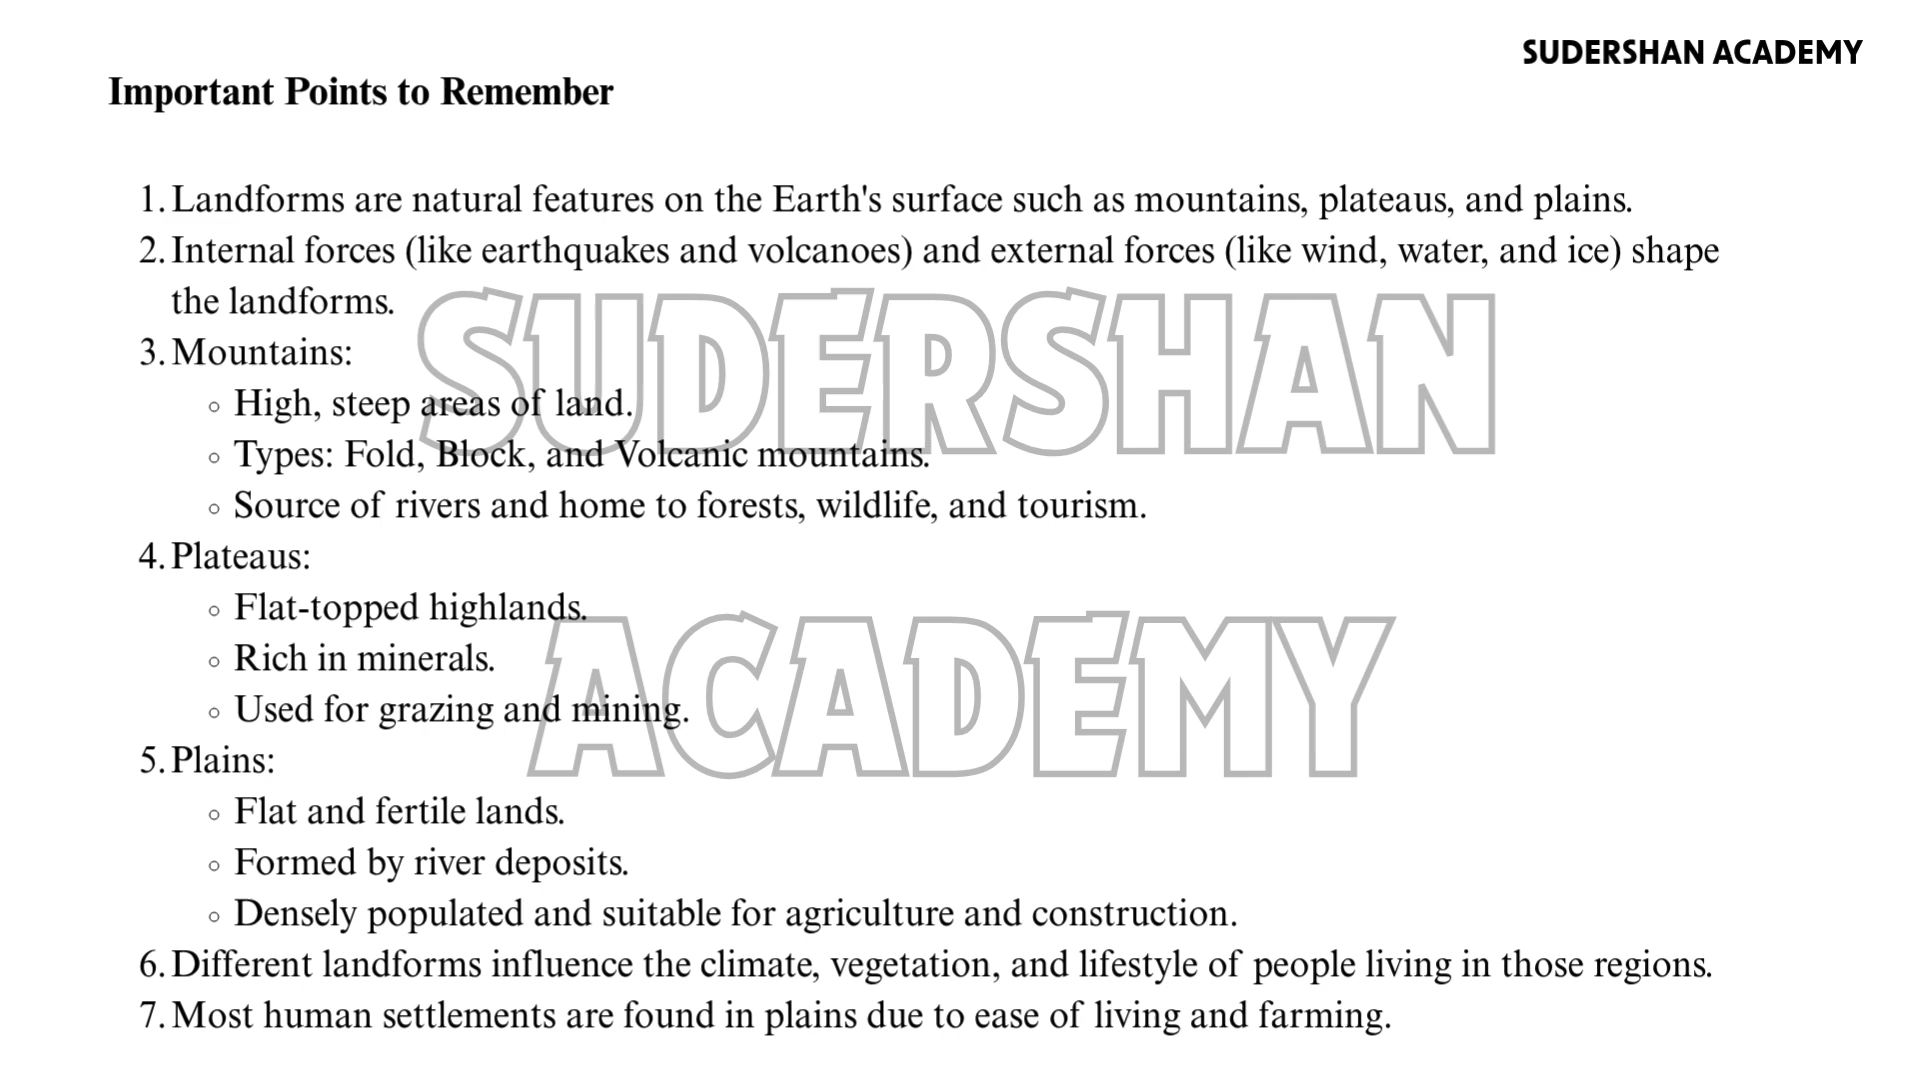 SUDERSHAN ACADEMY
Important Points to Remember
1. Landforms are natural features on the Earth's surface such as mountains, plateaus, and plains.
2. Internal forces (like earthquakes and volcanoes) and external forces (like wind, water, and ice) shape
the landforms.
3. Mountains:
◦ High, steep areas of land.
◦ Types: Fold, Block, and Volcanic mountains.
◦ Source of rivers and home to forests, wildlife, and tourism.
4. Plateaus:
◦ Flat-topped highlands.
◦ Rich in minerals.
◦ Used for grazing and mining.
5. Plains:
◦ Flat and fertile lands.
◦ Formed by river deposits.
◦ Densely populated and suitable for agriculture and construction.
6. Different landforms influence the climate, vegetation, and lifestyle of people living in those regions.
7. Most human settlements are found in plains due to ease of living and farming.
SUDERSHAN
ACADEMY